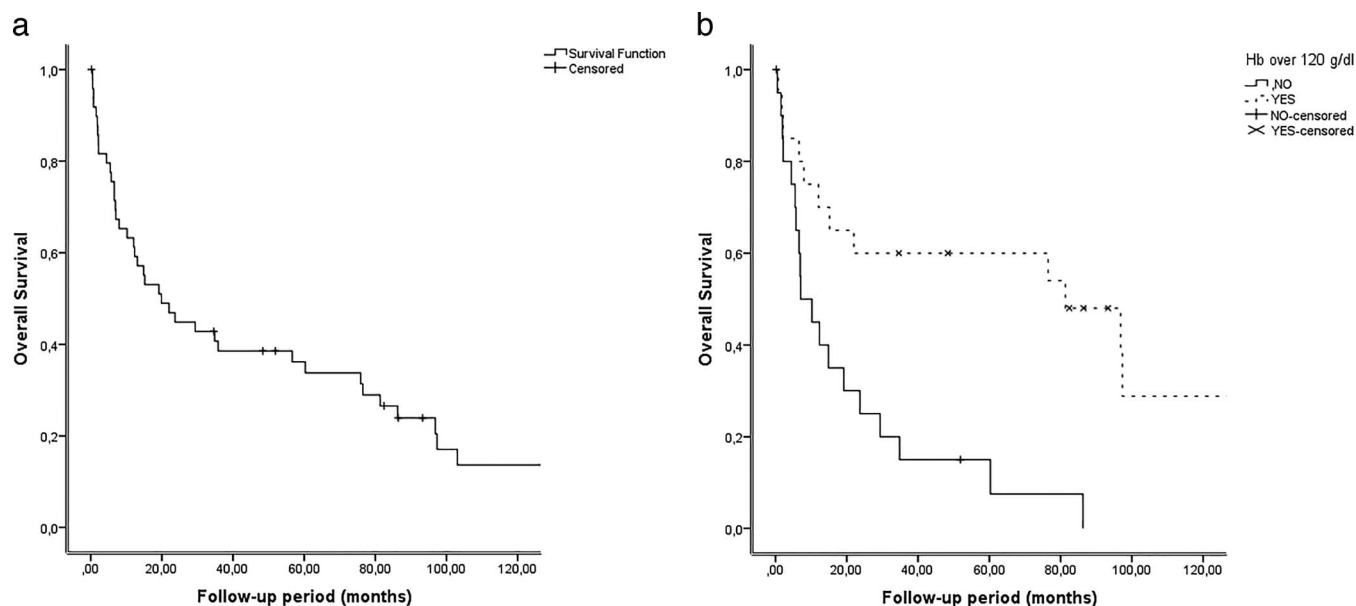 a
Survival Function
Censored
1,0
0,8
0,6
0,4
0,2
0,0
Overall Survival
,00 20,00 40,00 60,00 80,00 100,00 120,00
Follow-up period (months)
b
Hb over 120 g/dl
,NO
YES
NO-censored
YES-censored
1,0
0,8
0,6
0,4
0,2
0,0
Overall Survival
,00 20,00 40,00 60,00 80,00 100,00 120,00
Follow-up period (months)